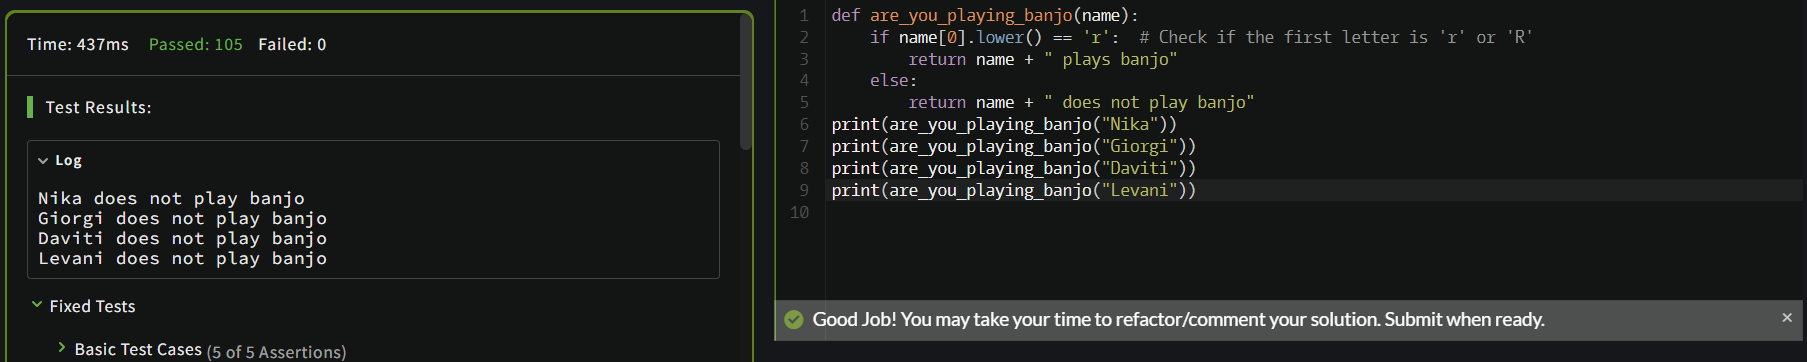 Time: 437ms Passed: 105 Failed: 0
Test Results:
Log
Nika does not play banjo
Giorgi does not play banjo
Daviti does not play banjo
Levani does not play banjo
Fixed Tests
Basic Test Cases (5 of 5 Assertions)
1 def are_you_playing_banjo(name):
2     if name[0].lower() == 'r':  # Check if the first letter is 'r' or 'R'
3         return name + " plays banjo"
4     else:
5         return name + " does not play banjo"
6 print(are_you_playing_banjo("Nika"))
7 print(are_you_playing_banjo("Giorgi"))
8 print(are_you_playing_banjo("Daviti"))
9 print(are_you_playing_banjo("Levani"))
10
Good Job! You may take your time to refactor/comment your solution. Submit when ready.